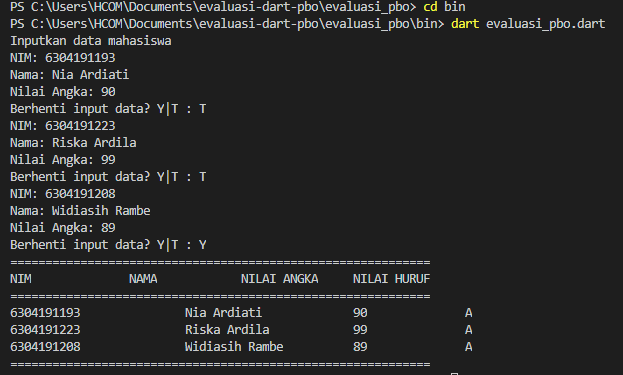 PS C:\Users\HCOM\Documents\evaluasi-dart-pbo\evaluasi_pbo> cd bin
PS C:\Users\HCOM\Documents\evaluasi-dart-pbo\evaluasi_pbo\bin> dart evaluasi_pbo.dart
Inputkan data mahasiswa
NIM: 6304191193
Nama: Nia Ardiati
Nilai Angka: 90
Berhenti input data? Y|T : T
NIM: 6304191223
Nama: Riska Ardila
Nilai Angka: 99
Berhenti input data? Y|T : T
NIM: 6304191208
Nama: Widiasih Rambe
Nilai Angka: 89
Berhenti input data? Y|T : Y
============================================================
NIM              NAMA            NILAI ANGKA     NILAI HURUF
============================================================
6304191193               Nia Ardiati             90              A
6304191223               Riska Ardila            99              A
6304191208               Widiasih Rambe          89              A
============================================================